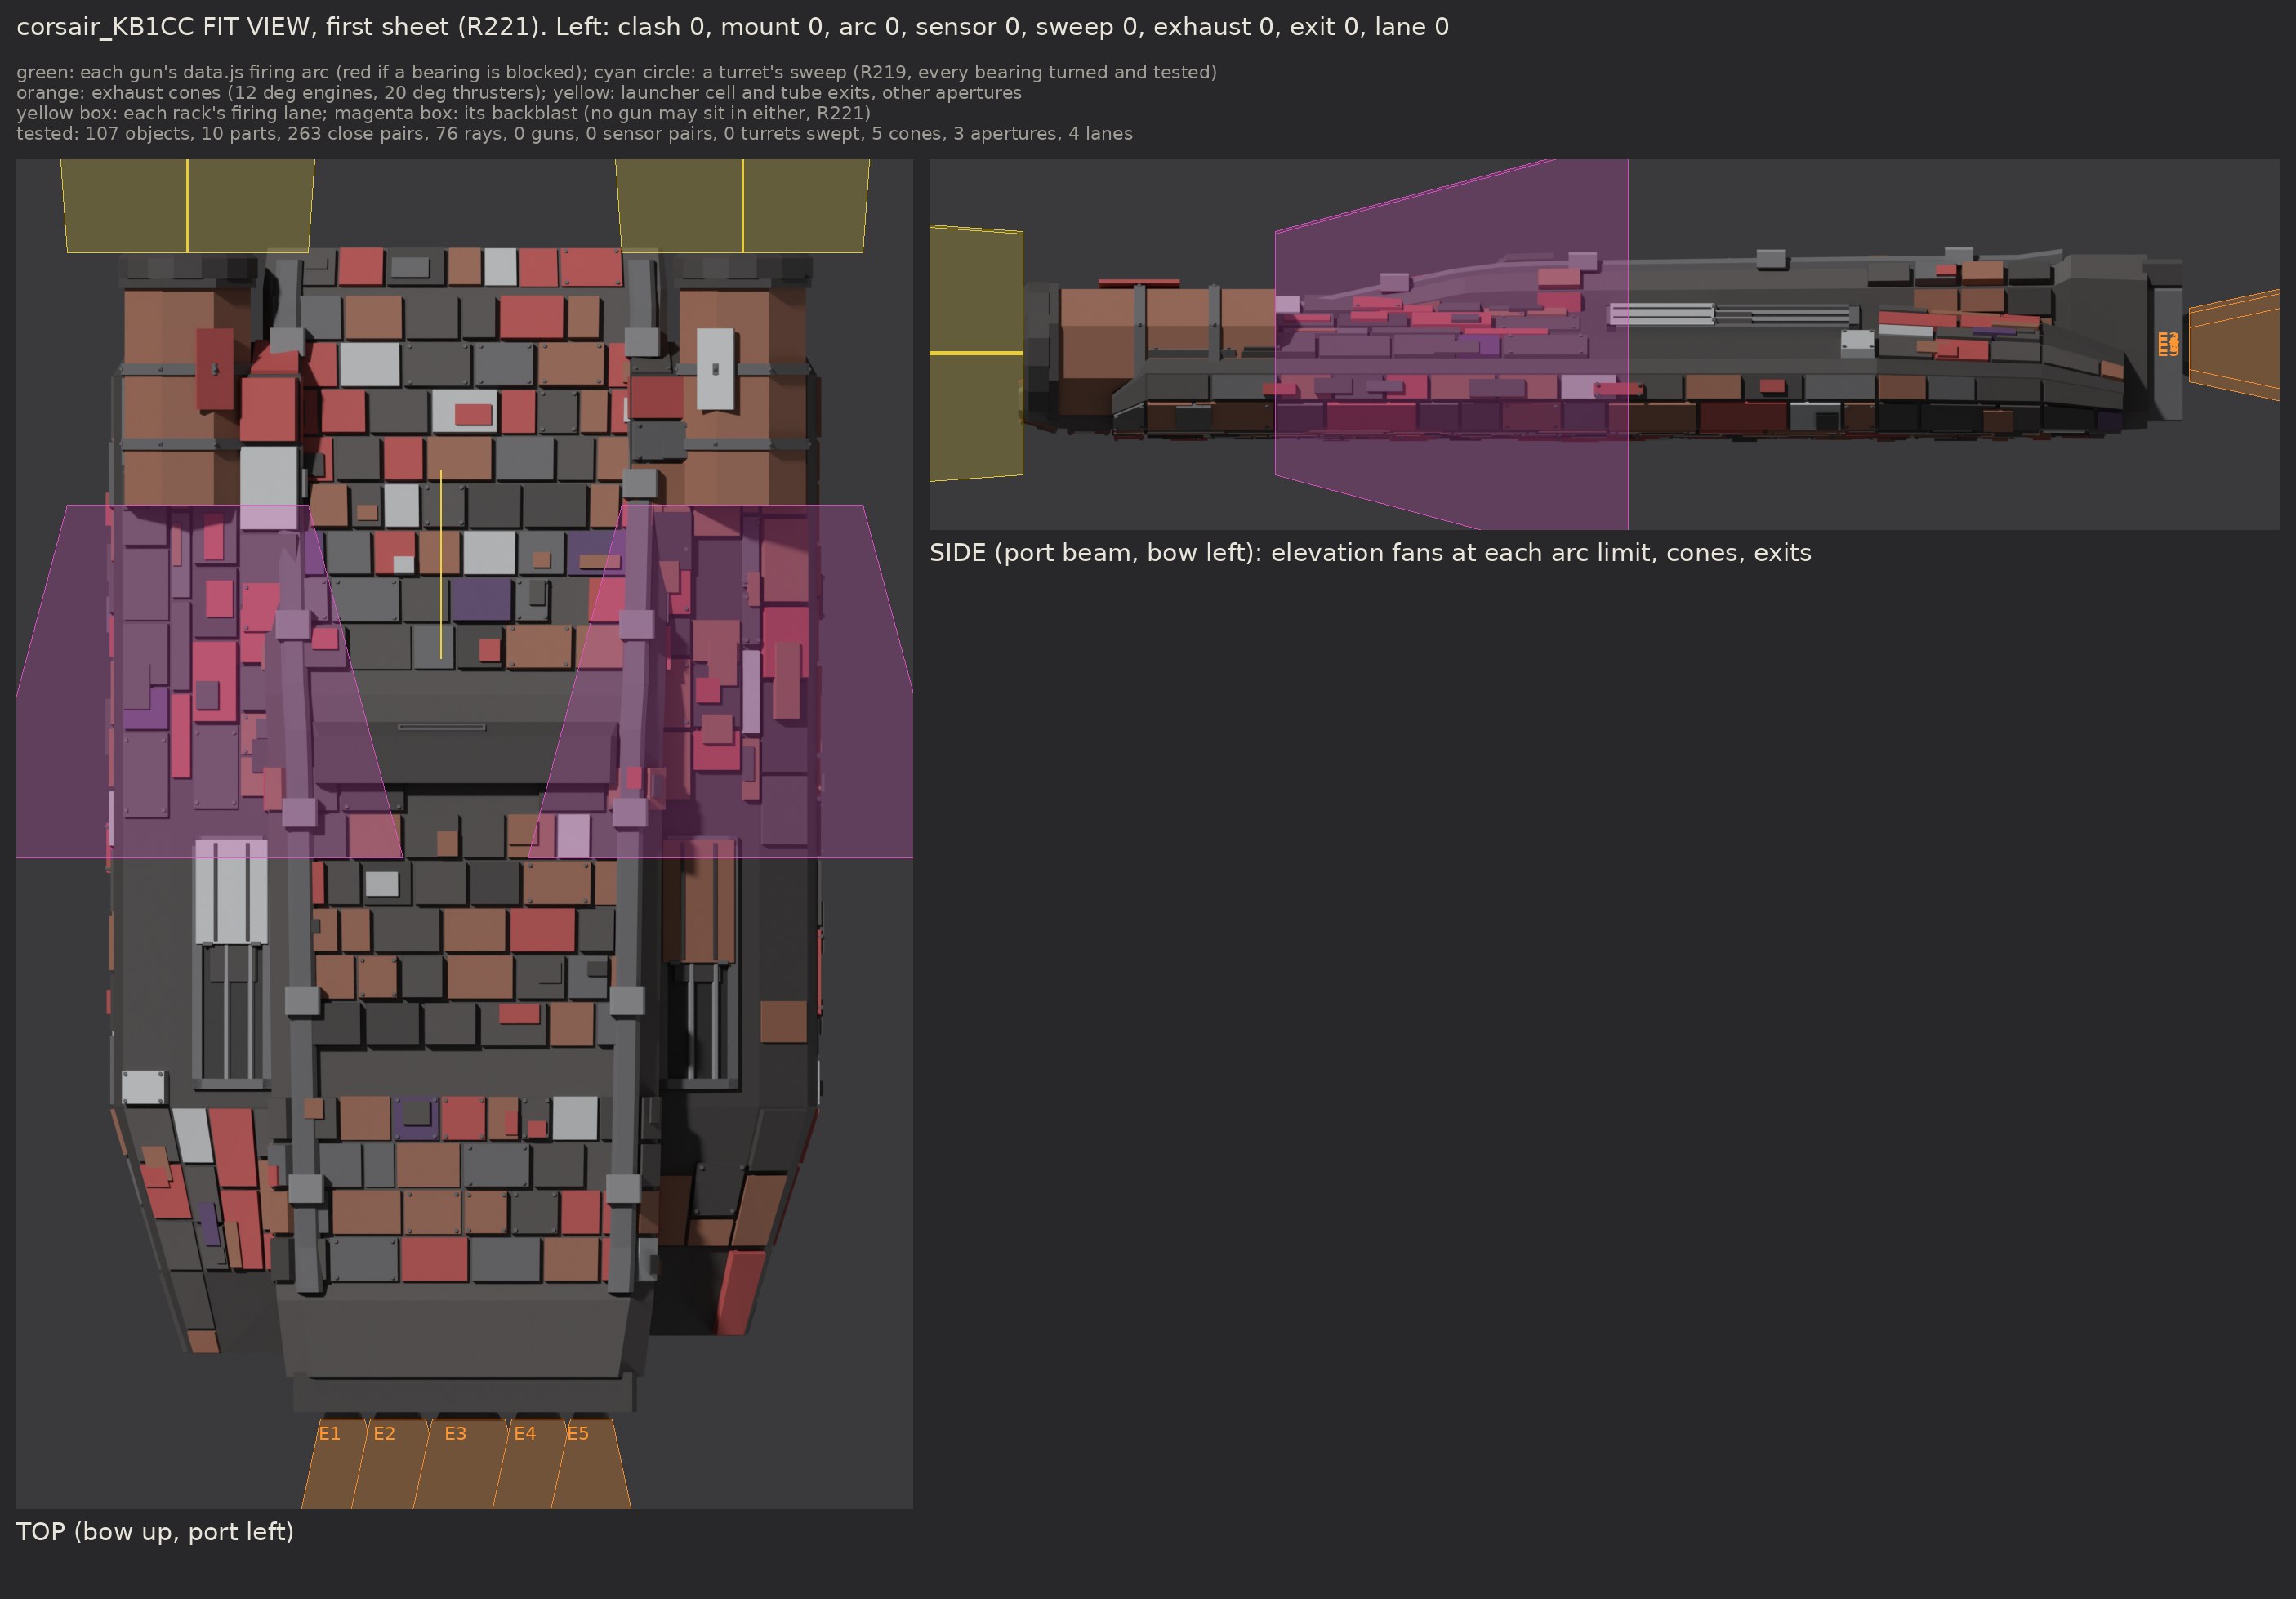 corsair_KB1CC FIT VIEW, first sheet (R221). Left: clash 0, mount 0, arc 0, sensor 0, sweep 0, exhaust 0, exit 0, lane 0
green: each gun's data.js firing arc (red if a bearing is blocked); cyan circle: a turret's sweep (R219, every bearing turned and tested)
orange: exhaust cones (12 deg engines, 20 deg thrusters); yellow: launcher cell and tube exits, other apertures
yellow box: each rack's firing lane; magenta box: its backblast (no gun may sit in either, R221)
tested: 107 objects, 10 parts, 263 close pairs, 76 rays, 0 guns, 0 sensor pairs, 0 turrets swept, 5 cones, 3 apertures, 4 lanes
SIDE (port beam, bow left): elevation fans at each arc limit, cones, exits
E1 E2 E3 E4 E5
TOP (bow up, port left)